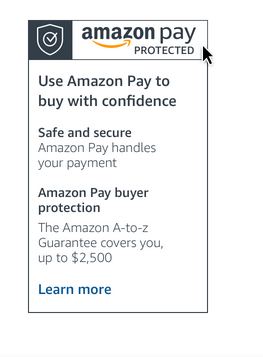 amazon pay
PROTECTED
Use Amazon Pay to
buy with confidence
Safe and secure
Amazon Pay handles
your payment
Amazon Pay buyer
protection
The Amazon A-to-z
Guarantee covers you,
up to $2,500
Learn more